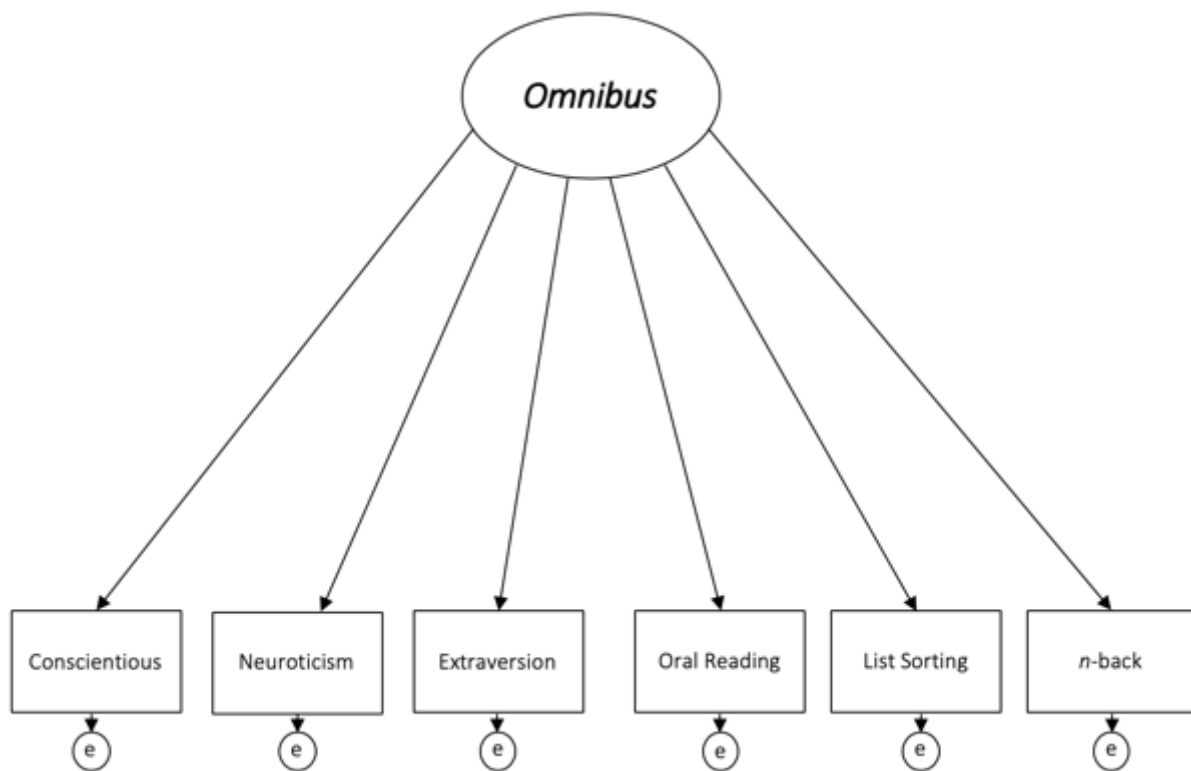 Omnibus
Conscientious
Neuroticism
Extraversion
Oral Reading
List Sorting
n-back
e
e
e
e
e
e